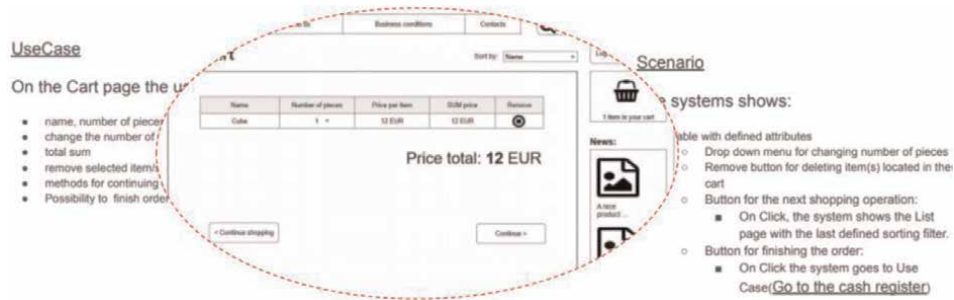 Business conditions
Contacts
UseCase
Sort by: Name
Scenario
On the Cart page the
systems shows:
name, number of pieces
change the number of
total sum
remove selected item/s
methods for continuing
Possibility to finish order
Name Number of pieces Price per item SUM price Remove
Cube 1 12 EUR 12 EUR
Price total: 12 EUR
< Continue shopping
Continue >
1 item in your cart
News:
A nice
product ...
able with defined attributes
Drop down menu for changing number of pieces
Remove button for deleting item(s) located in the
cart
Button for the next shopping operation:
On Click, the system shows the List
page with the last defined sorting filter.
Button for finishing the order:
On Click the system goes to Use
Case(Go to the cash register)